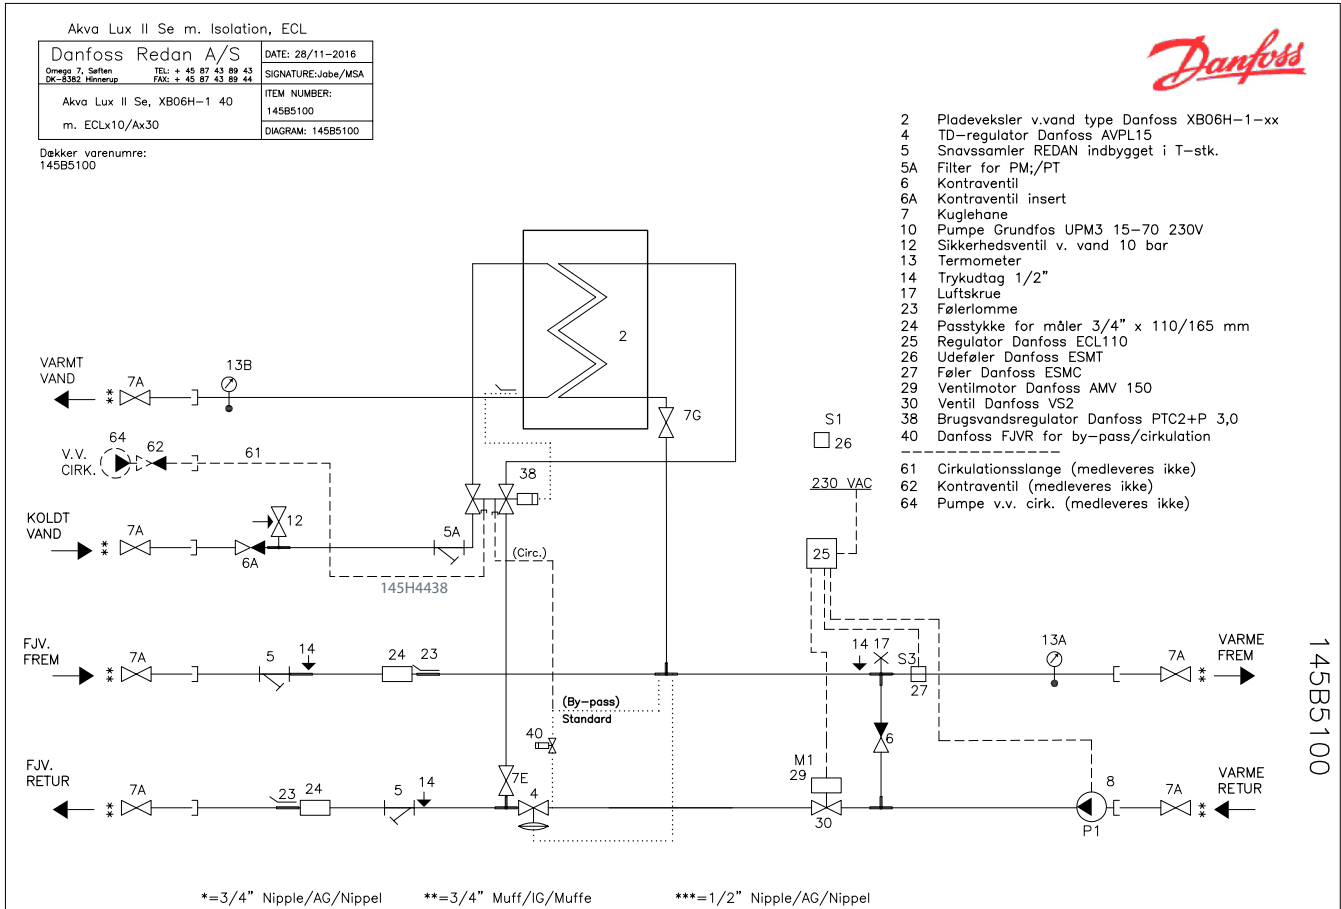 Akva Lux II Se m. Isolation, ECL
Danfoss Redan A/S
Omega 7, Søften TEL: + 45 87 43 89 43
DK-8382 Hinnerup FAX: + 45 87 43 89 44
DATE: 28/11-2016
SIGNATURE:Jabe/MSA
Akva Lux II Se, XB06H-1 40
m. ECLx10/Ax30
ITEM NUMBER:
145B5100
DIAGRAM: 145B5100
Dækker varenumre:
145B5100
Danfoss
2 Pladeveksler v.vand type Danfoss XB06H-1-xx
4 TD-regulator Danfoss AVPL15
5 Snavssamler REDAN indbygget i T-stk.
5A Filter for PM;/PT
6 Kontraventil
6A Kontraventil insert
7 Kuglehane
10 Pumpe Grundfos UPM3 15-70 230V
12 Sikkerhedsventil v. vand 10 bar
13 Termometer
14 Trykudtag 1/2"
17 Luftskrue
23 Følerlomme
24 Passtykke for måler 3/4" x 110/165 mm
25 Regulator Danfoss ECL110
26 Udeføler Danfoss ESMT
27 Føler Danfoss ESMC
29 Ventilmotor Danfoss AMV 150
30 Ventil Danfoss VS2
38 Brugsvandsregulator Danfoss PTC2+P 3,0
40 Danfoss FJVR for by-pass/cirkulation
61 Cirkulationsslange (medleveres ikke)
62 Kontraventil (medleveres ikke)
64 Pumpe v.v. cirk. (medleveres ikke)
2
VARMT
VAND
**
7A
13B
7G
S1
26
V.V.
CIRK.
64
62
61
38
230 VAC
KOLDT
VAND
**
7A
6A
12
5A
(Circ.)
25
145H4438
FJV.
FREM
**
7A
5
14
24
23
14
17
S3
27
13A
7A
**
VARME
FREM
(By-pass)
Standard
40
6
FJV.
RETUR
**
7A
23
24
5
14
7E
4
M1
29
30
8
P1
7A
**
VARME
RETUR
145B5100
*=3/4" Nipple/AG/Nippel **=3/4" Muff/IG/Muffe ***=1/2" Nipple/AG/Nippel